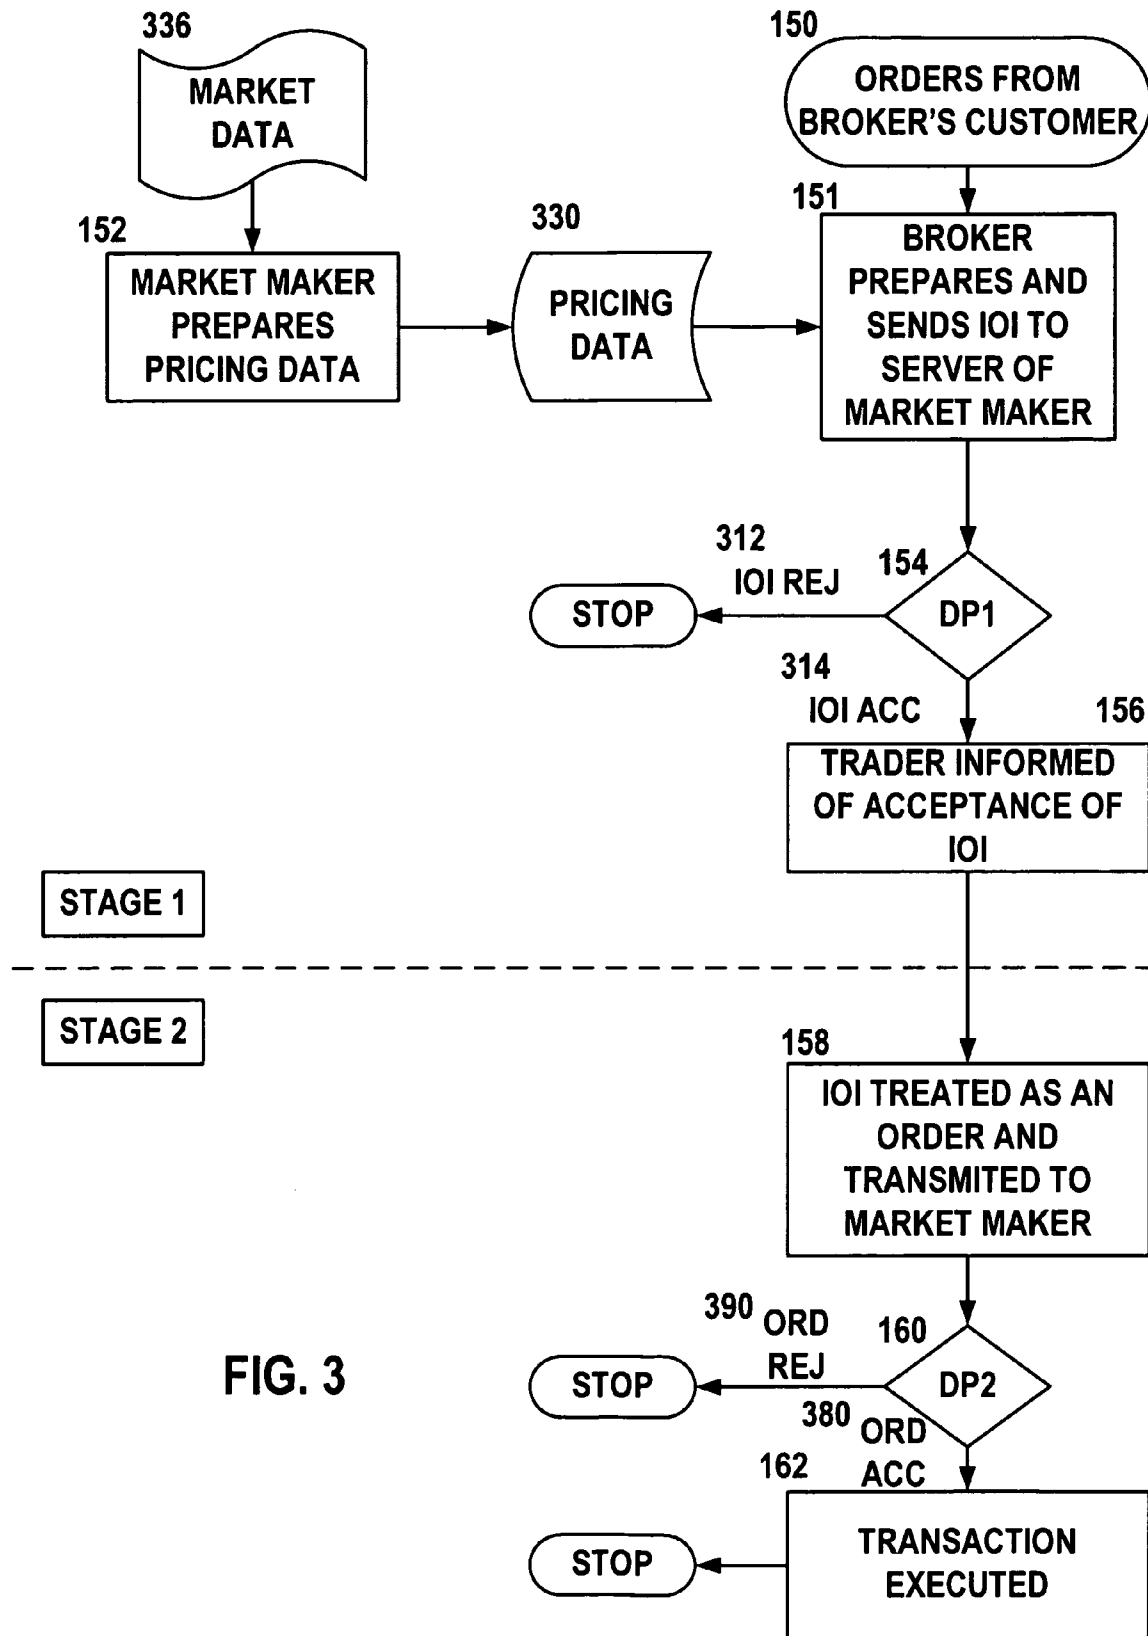 336
MARKET
DATA
150
ORDERS FROM
BROKER'S CUSTOMER
152
MARKET MAKER
PREPARES
PRICING DATA
330
PRICING
DATA
151
BROKER
PREPARES AND
SENDS IOI TO
SERVER OF
MARKET MAKER
312
IOI REJ
154
DP1
STOP
314
IOI ACC
156
TRADER INFORMED
OF ACCEPTANCE OF
IOI
STAGE 1
STAGE 2
158
IOI TREATED AS AN
ORDER AND
TRANSMITED TO
MARKET MAKER
390
ORD
REJ
160
DP2
STOP
380
ORD
ACC
162
TRANSACTION
EXECUTED
STOP
FIG. 3